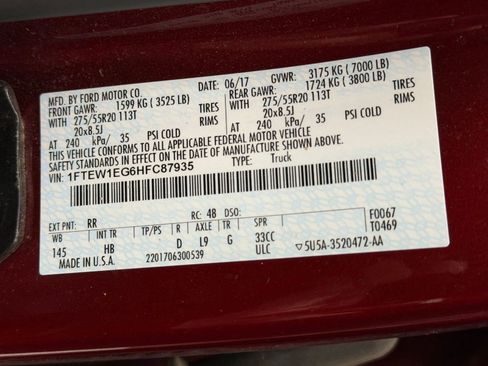 MFD. BY FORD MOTOR CO. 06/17 GVWR: 3175 KG (7000 LB)
FRONT GAWR: 1599 KG (3525 LB) REAR GAWR: 1724 KG (3800 LB)
WITH 275/55R20 113T TIRES WITH 275/55R20 113T TIRES
20x8.5J RIMS 20x8.5J RIMS
AT 240 kPa/ 35 PSI COLD AT 240 kPa/ 35 PSI COLD
THIS VEHICLE CONFORMS TO ALL APPLICABLE FEDERAL MOTOR VEHICLE
SAFETY STANDARDS IN EFFECT ON THE DATE OF MANUFACTURE SHOWN ABOVE.
VIN: 1FTEW1EG6HFC87935 TYPE: Truck
EXT PNT: RR RC: 48 DSO: F0067
WB INT TR TP/PS R AXLE TR SPR T0469
145 HB D L9 G 33CC
MADE IN U.S.A. 2201706300539 ULC ▽5U5A-3520472-AA